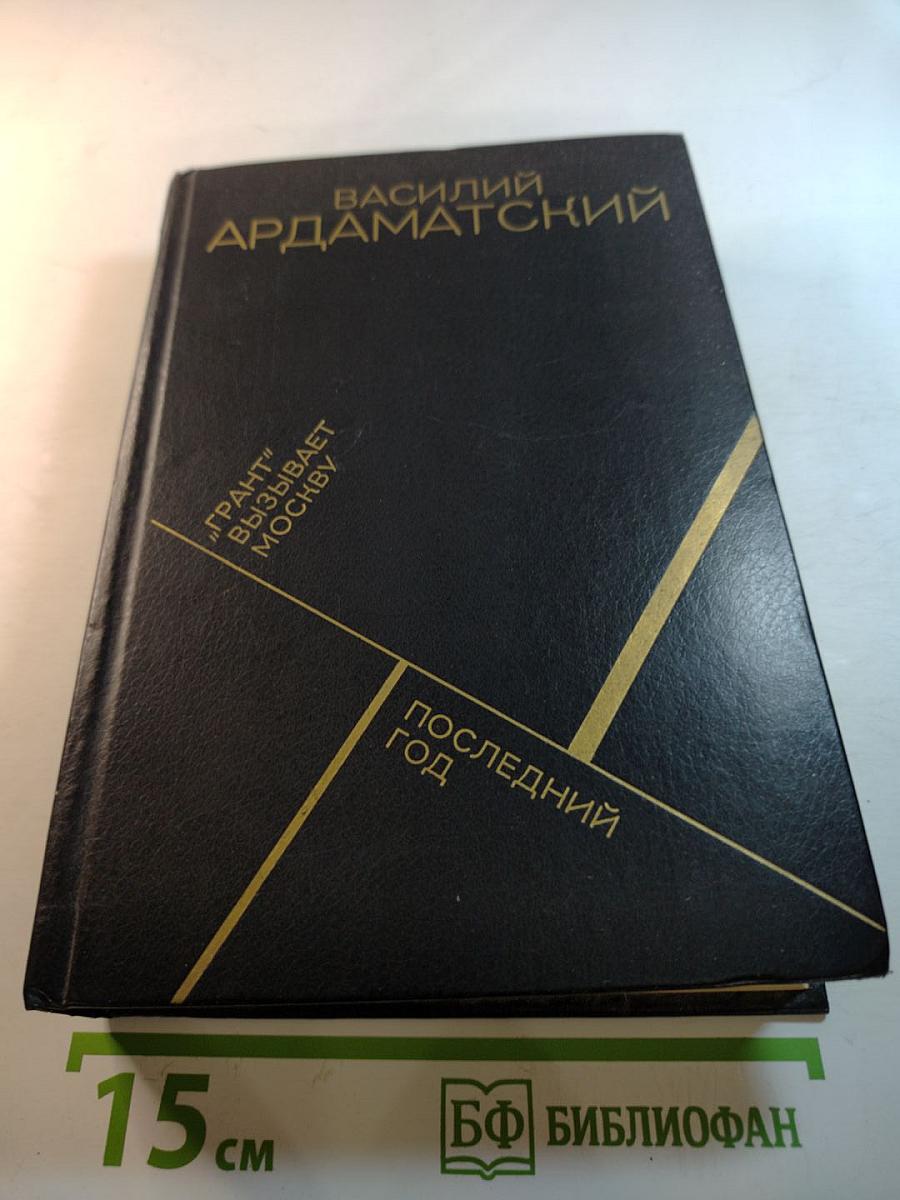 ВАСИЛИЙ
АРДАМАТСКИЙ
„ГРАНТ“
ВЫЗЫВАЕТ
МОСКВУ
ПОСЛЕДНИЙ
ГОД
15 см
БФ БИБЛИОФАН